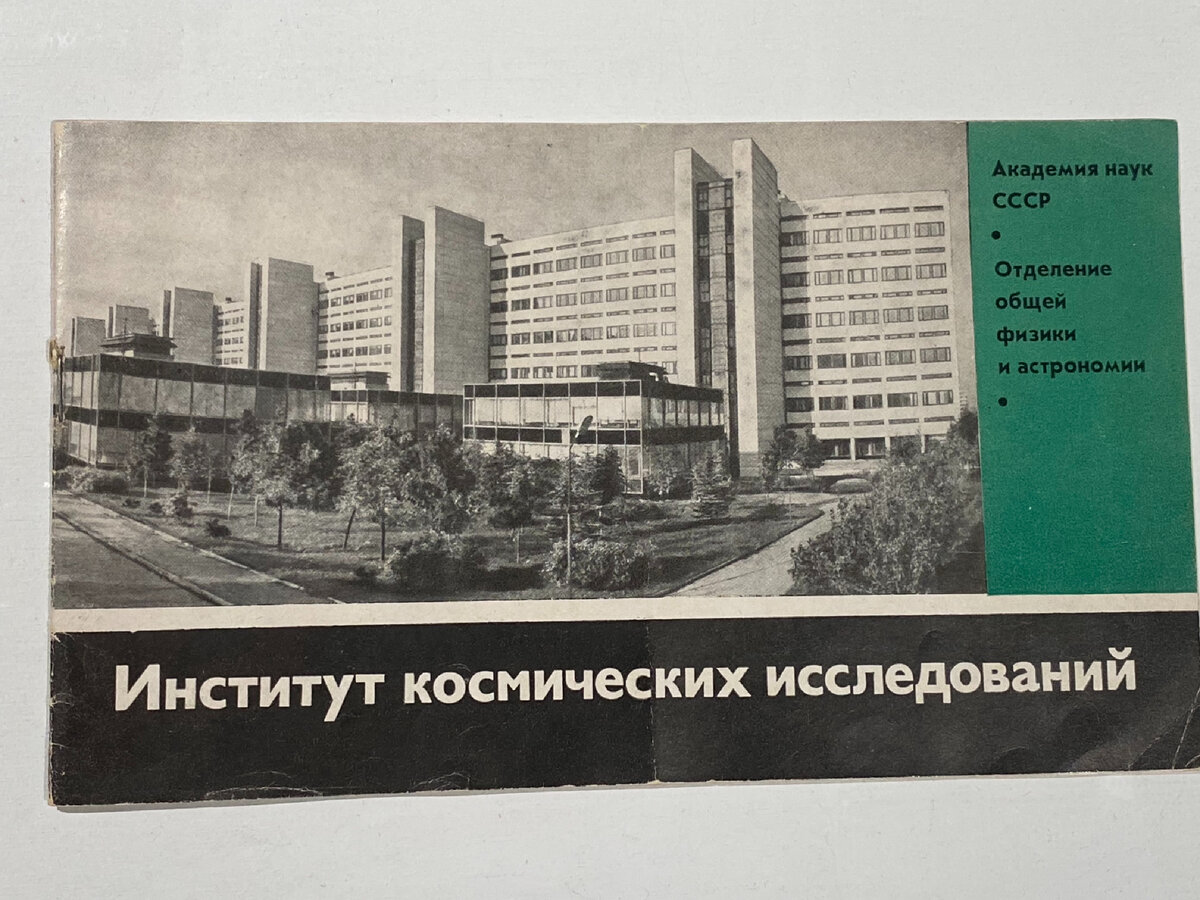 Академия наук
СССР
•
Отделение
общей
физики
и астрономии
•
Институт космических исследований